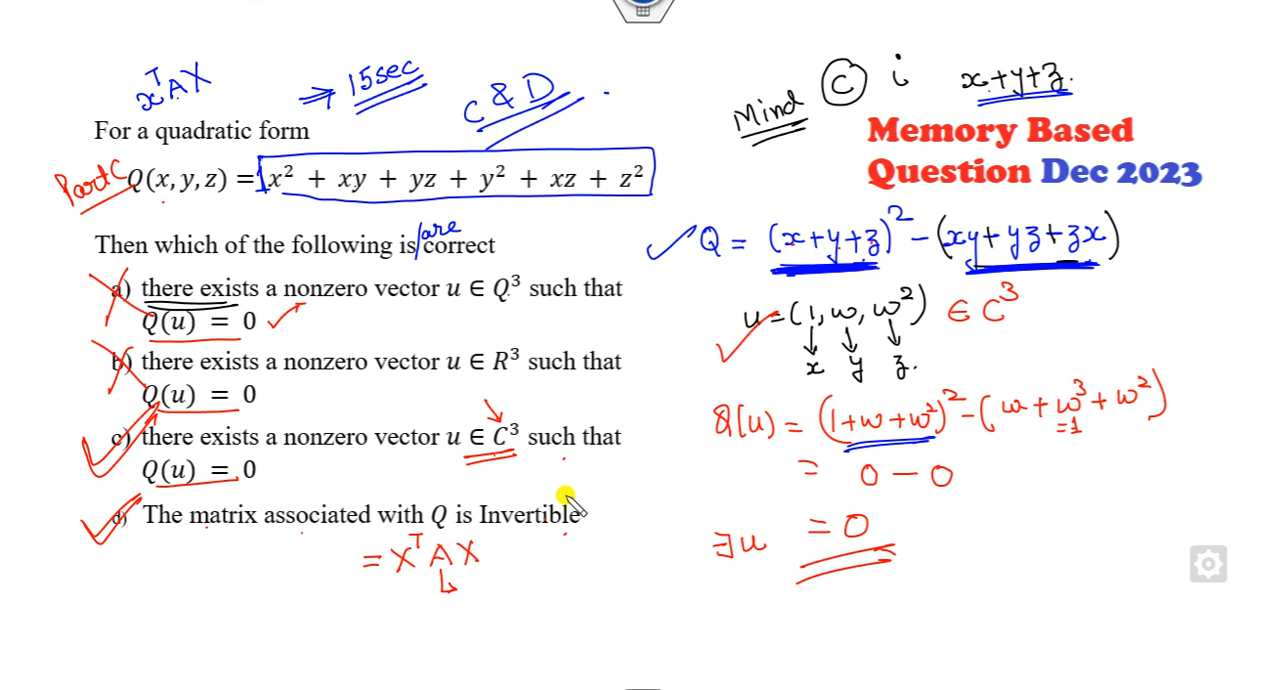 xᵀAX ⇒ 15sec
C & D .
Mind Ⓒ i x+y+z.
For a quadratic form
Memory Based
Question Dec 2023
Part C Q(x, y, z) = 1x² + xy + yz + y² + xz + z²
Then which of the following is/are correct
✓ Q = (x+y+z)² − (xy+yz+zx)
a) there exists a nonzero vector u ∈ Q³ such that
Q(u) = 0 ✓
u = (1, ω, ω²) ∈ C³
↓ ↓ ↓
x y z.
b) there exists a nonzero vector u ∈ R³ such that
Q(u) = 0
Q(u) = (1+ω+ω²)² − (ω+ω³+ω²)
=1
c) there exists a nonzero vector u ∈ C³ such that
Q(u) = 0
= 0 − 0
d) The matrix associated with Q is Invertible
∃u = 0
= XᵀAX